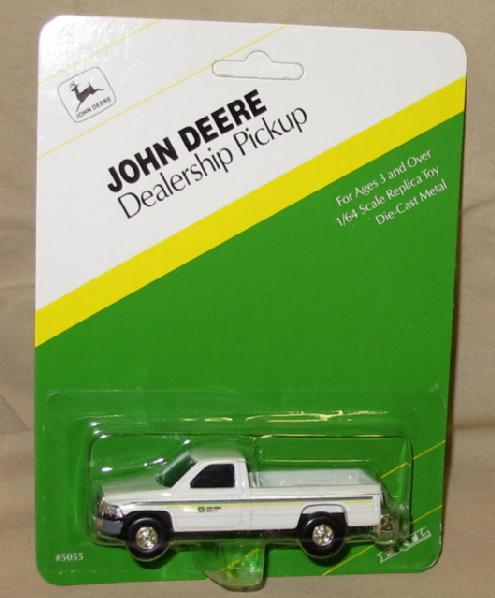 JOHN DEERE
JOHN DEERE
Dealership Pickup
For Ages 3 and Over
1/64 Scale Replica Toy
Die-Cast Metal
#5055
ERTL